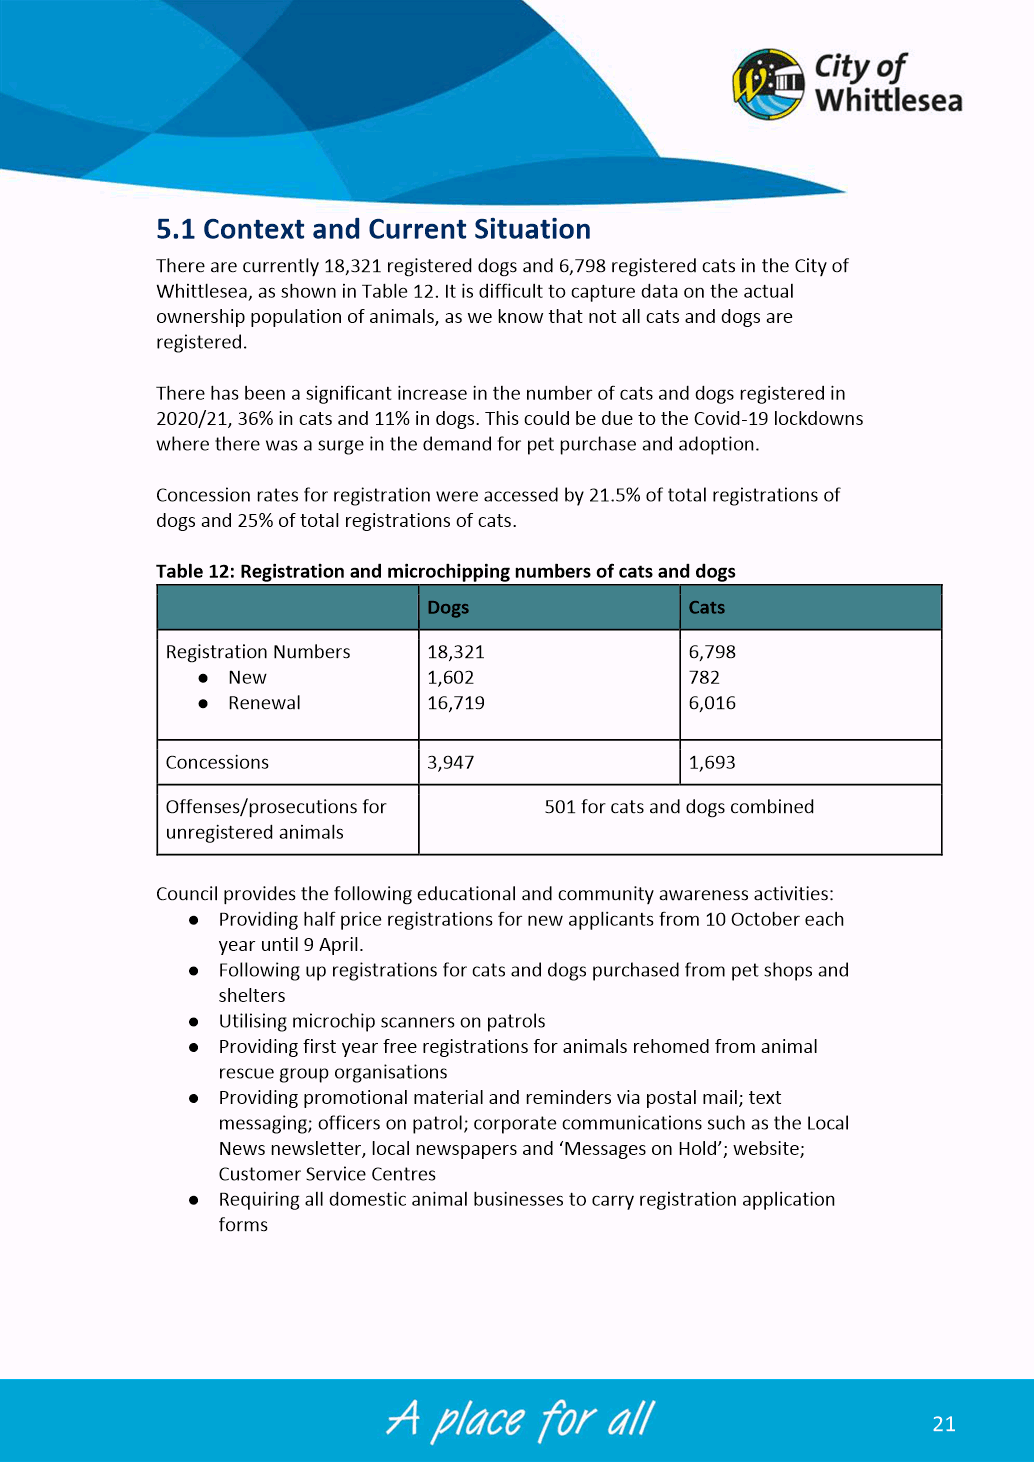 City of
Whittlesea
5.1 Context and Current Situation
There are currently 18,321 registered dogs and 6,798 registered cats in the City of
Whittlesea, as shown in Table 12. It is difficult to capture data on the actual
ownership population of animals, as we know that not all cats and dogs are
registered.
There has been a significant increase in the number of cats and dogs registered in
2020/21, 36% in cats and 11% in dogs. This could be due to the Covid-19 lockdowns
where there was a surge in the demand for pet purchase and adoption.
Concession rates for registration were accessed by 21.5% of total registrations of
dogs and 25% of total registrations of cats.
Table 12: Registration and microchipping numbers of cats and dogs
Dogs Cats
Registration Numbers 18,321 6,798
● New 1,602 782
● Renewal 16,719 6,016
Concessions 3,947 1,693
Offenses/prosecutions for 501 for cats and dogs combined
unregistered animals
Council provides the following educational and community awareness activities:
● Providing half price registrations for new applicants from 10 October each
year until 9 April.
● Following up registrations for cats and dogs purchased from pet shops and
shelters
● Utilising microchip scanners on patrols
● Providing first year free registrations for animals rehomed from animal
rescue group organisations
● Providing promotional material and reminders via postal mail; text
messaging; officers on patrol; corporate communications such as the Local
News newsletter, local newspapers and ‘Messages on Hold’; website;
Customer Service Centres
● Requiring all domestic animal businesses to carry registration application
forms
A place for all
21